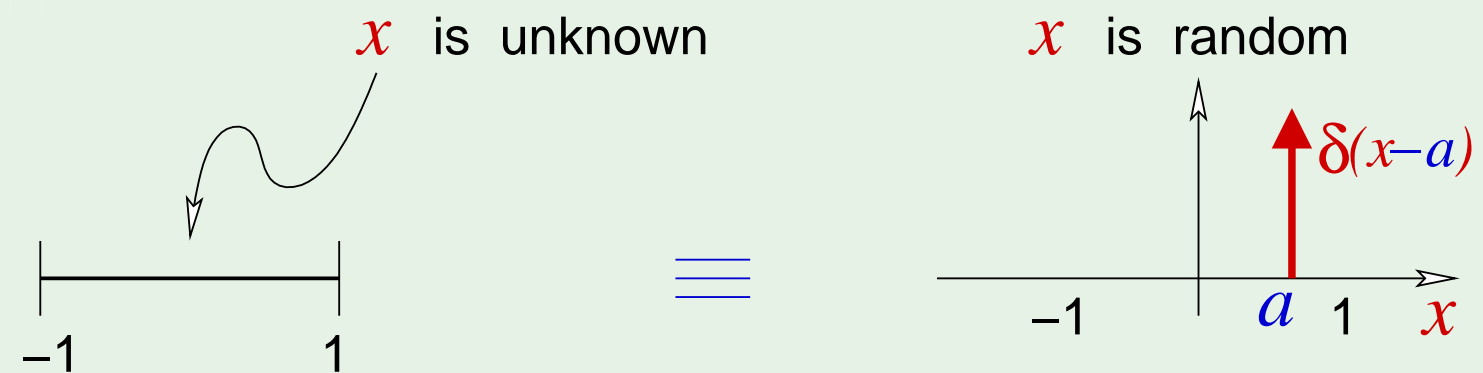 x is unknown
−1 1
≡
x is random
δ(x−a)
−1 a 1 x